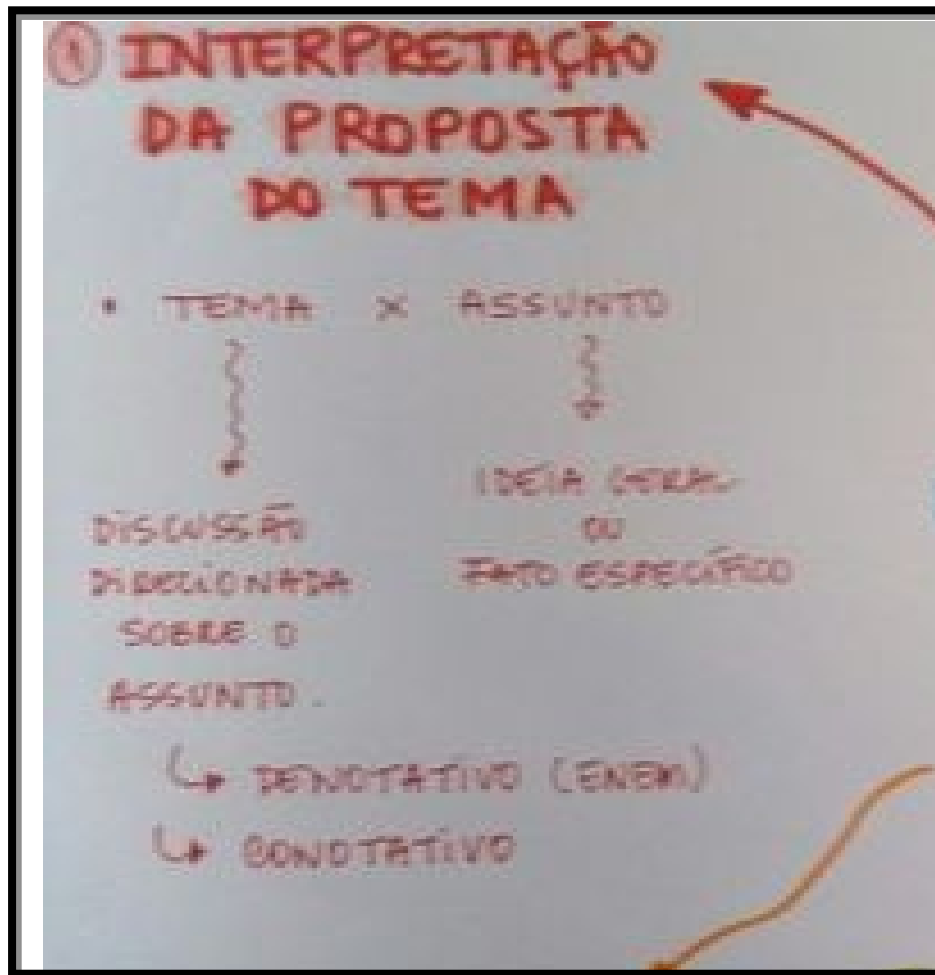 1 INTERPRETAÇÃO
DA PROPOSTA
DO TEMA
• TEMA X ASSUNTO
DISCUSSÃO
DIRECIONADA
SOBRE O
ASSUNTO.
IDEIA GERAL
OU
FATO ESPECÍFICO
DENOTATIVO (ENEM)
CONOTATIVO